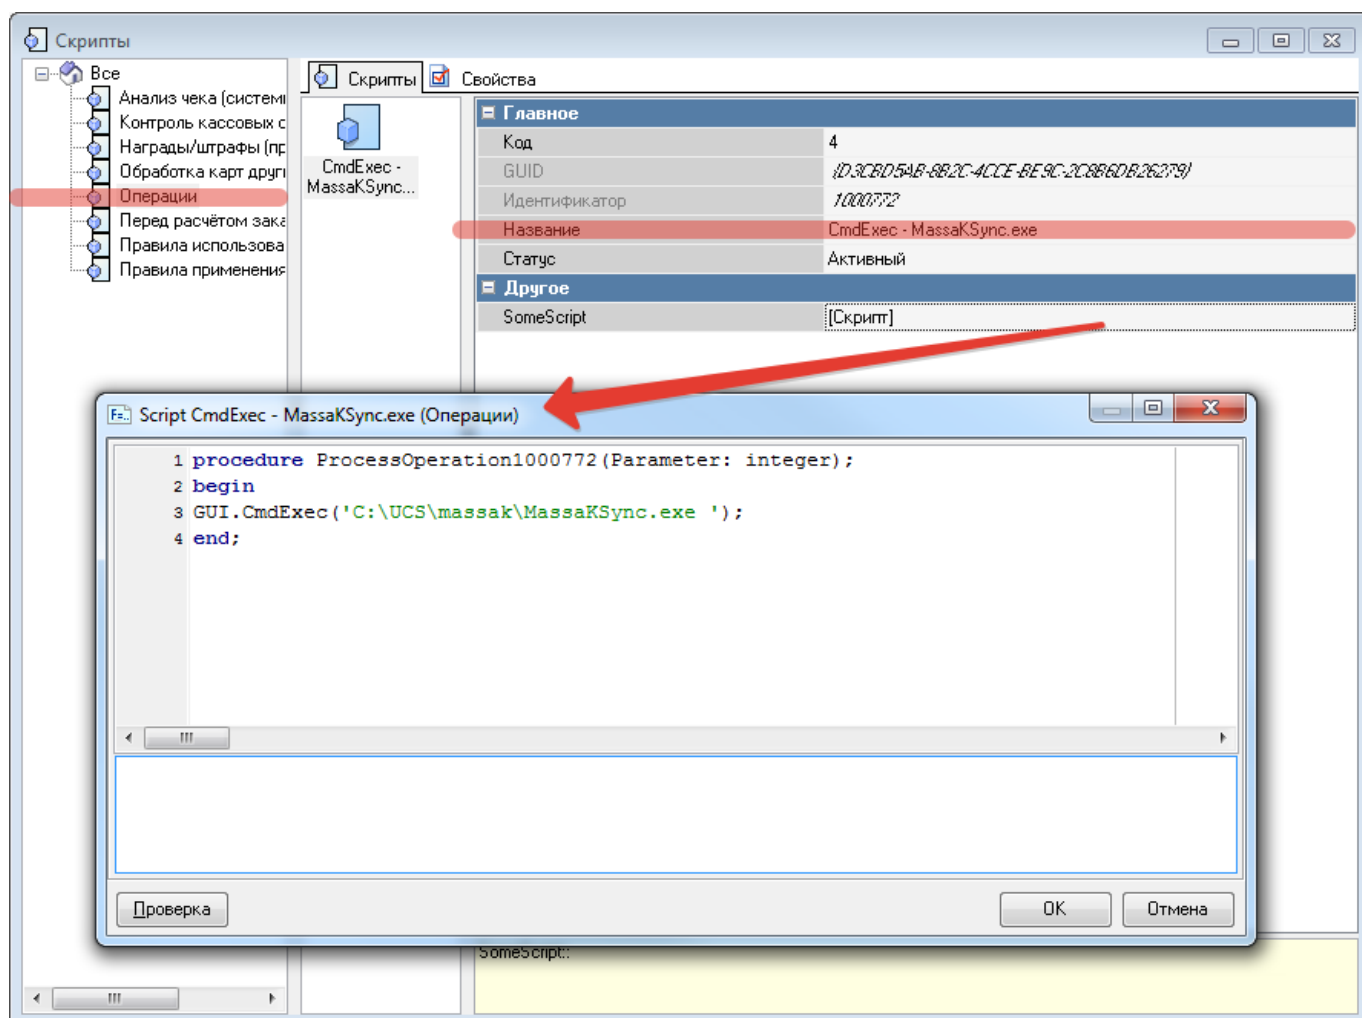 Скрипты
Все
Анализ чека (системı
Контроль кассовых с
Награды/штрафы (пр
Обработка карт другı
Операции
Перед расчётом зака
Правила использова
Правила применения
Скрипты
Свойства
CmdExec -
MassaKSync...
Главное
Код 4
GUID {D3CBD5AB-8B2C-4CCE-BE9C-2C8B6DB26279}
Идентификатор 1000772
Название CmdExec - MassaKSync.exe
Статус Активный
Другое
SomeScript [Скрипт]
Script CmdExec - MassaKSync.exe (Операции)
1 procedure ProcessOperation1000772(Parameter: integer);
2 begin
3 GUI.CmdExec('C:\UCS\massak\MassaKSync.exe ');
4 end;
Проверка
OK
Отмена
SomeScript::